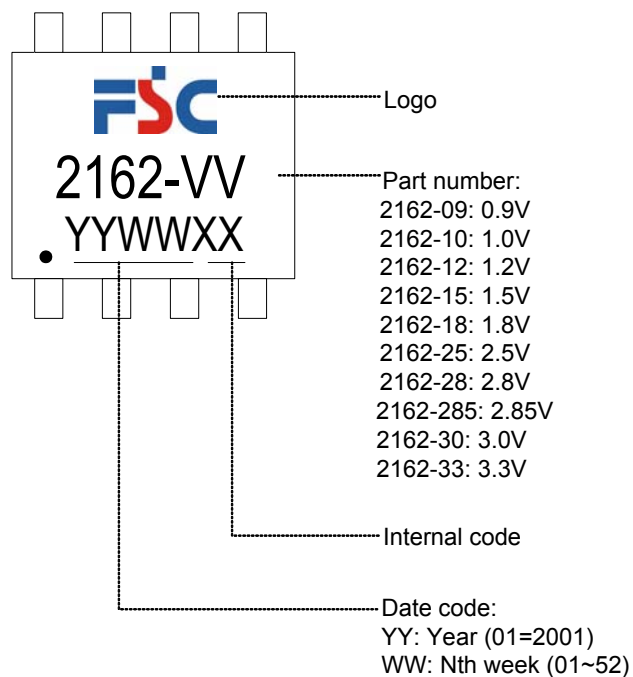 FSC
Logo
2162-VV
YYWWXX
Part number:
2162-09: 0.9V
2162-10: 1.0V
2162-12: 1.2V
2162-15: 1.5V
2162-18: 1.8V
2162-25: 2.5V
2162-28: 2.8V
2162-285: 2.85V
2162-30: 3.0V
2162-33: 3.3V
Internal code
Date code:
YY: Year (01=2001)
WW: Nth week (01~52)